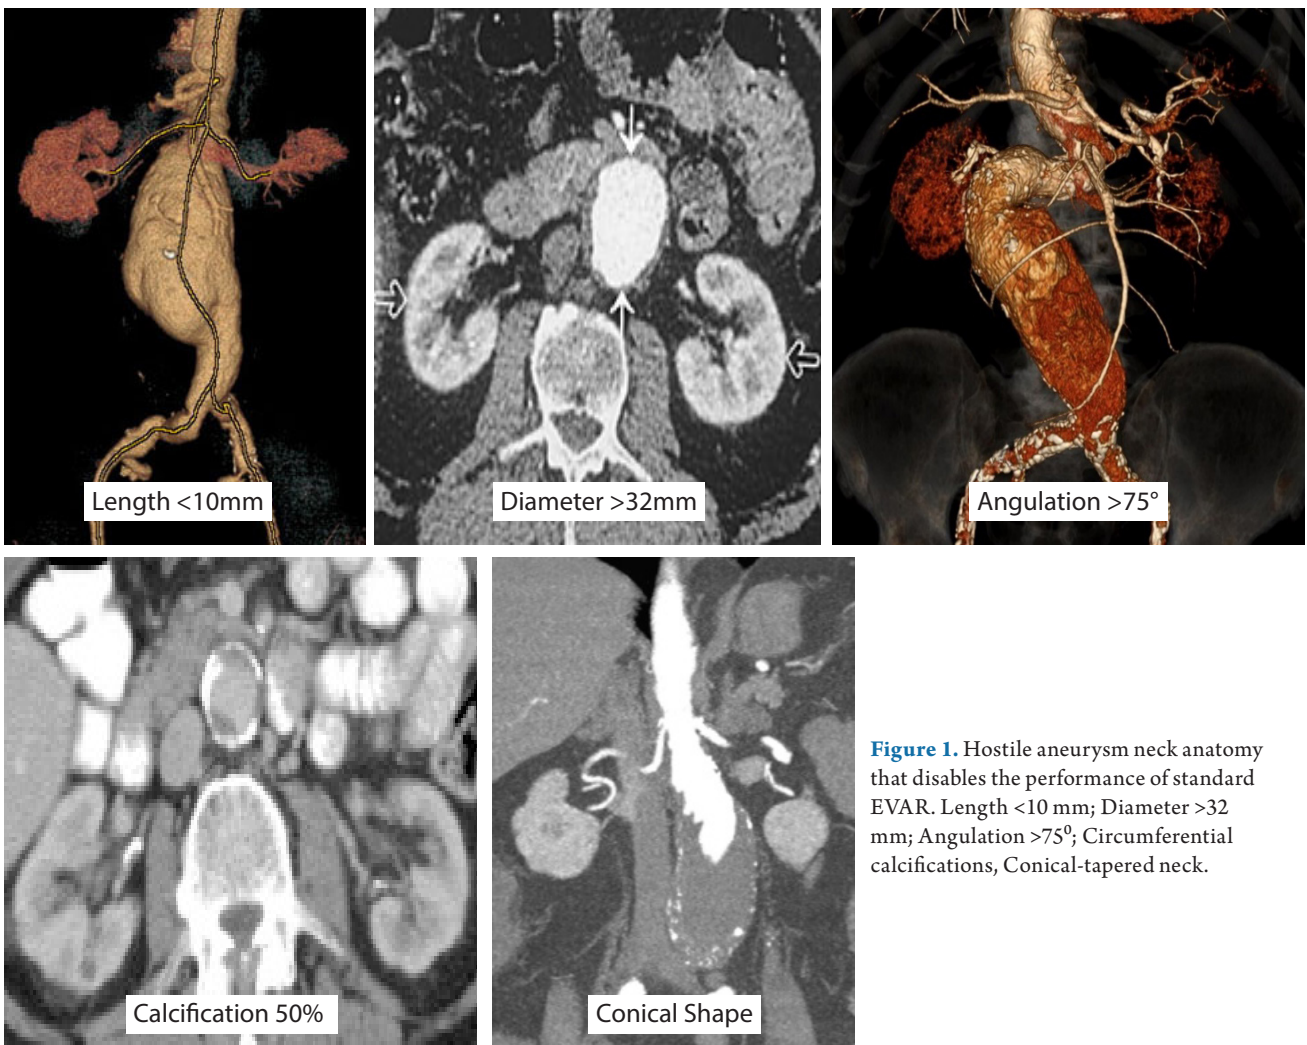 Length <10mm
Diameter >32mm
Angulation >75°
Calcification 50%
Conical Shape
Figure 1. Hostile aneurysm neck anatomy
that disables the performance of standard
EVAR. Length <10 mm; Diameter >32
mm; Angulation >75⁰; Circumferential
calcifications, Conical-tapered neck.